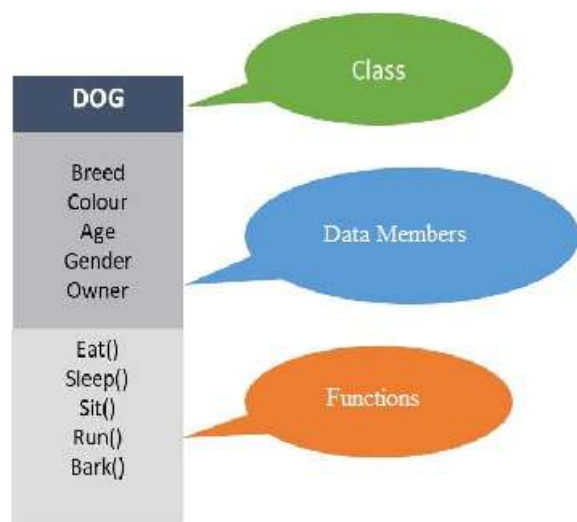 DOG
Class
Breed
Colour
Age
Gender
Owner
Data Members
Eat()
Sleep()
Sit()
Run()
Bark()
Functions